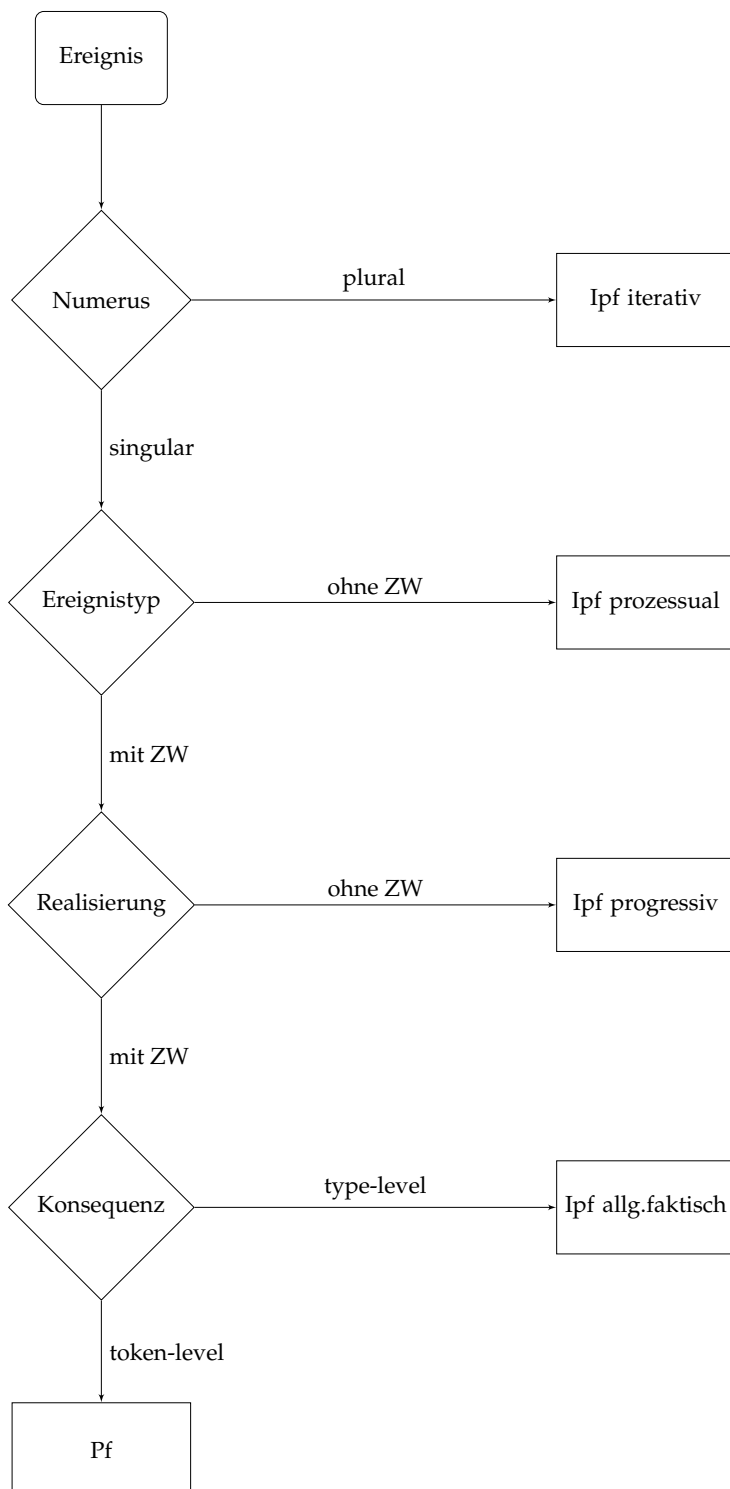 Ereignis
Numerus
plural
Ipf iterativ
singular
Ereignistyp
ohne ZW
Ipf prozessual
mit ZW
Realisierung
ohne ZW
Ipf progressiv
mit ZW
Konsequenz
type-level
Ipf allg.faktisch
token-level
Pf